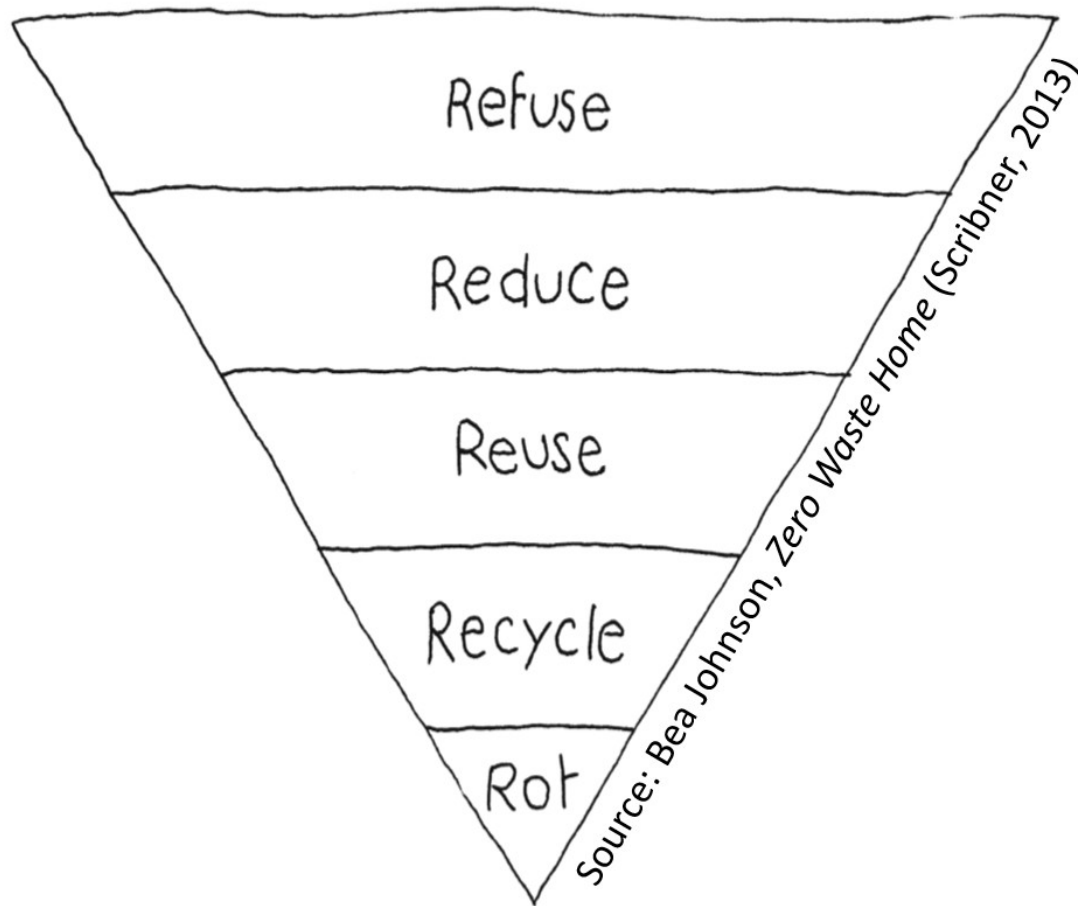 Refuse
Reduce
Reuse
Recycle
Rot
Source: Bea Johnson, Zero Waste Home (Scribner, 2013)